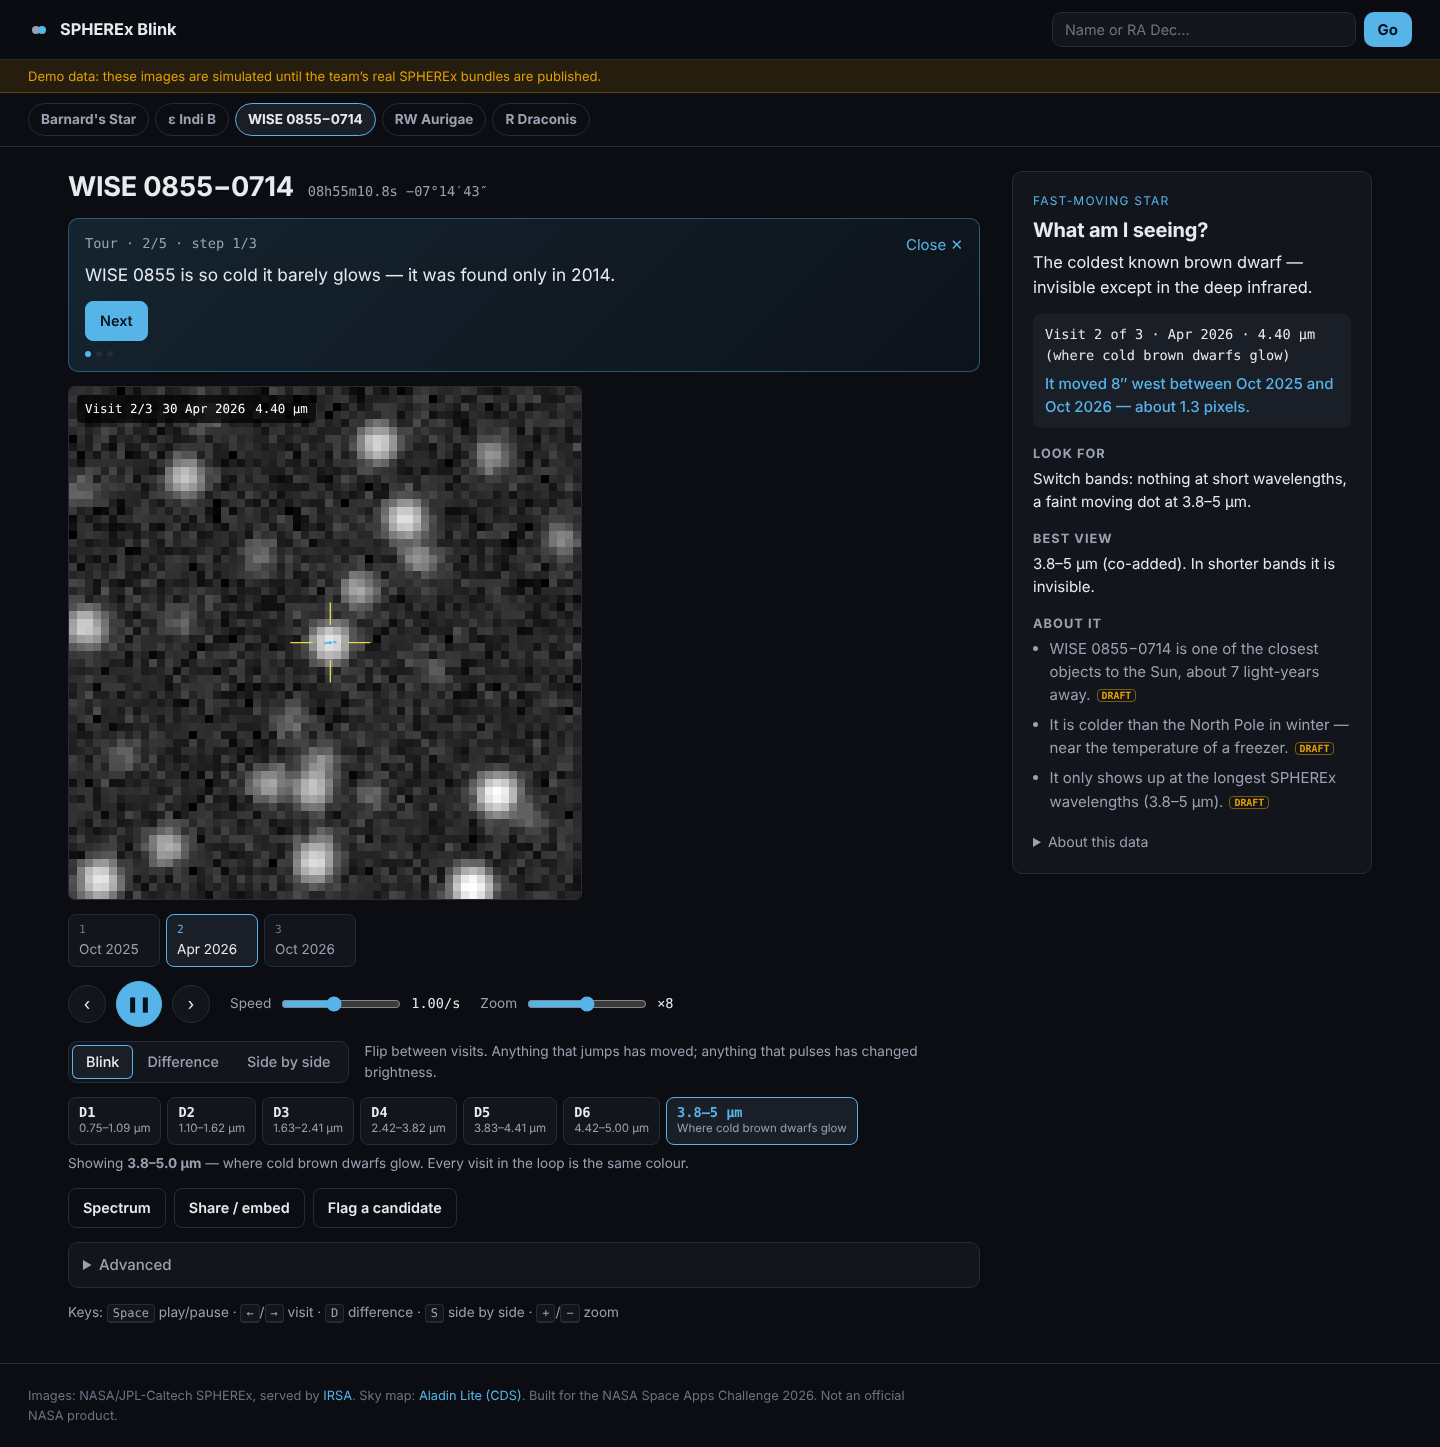 SPHEREx Blink
Name or RA Dec...
Go
Demo data: these images are simulated until the team's real SPHEREx bundles are published.
Barnard's Star
ε Indi B
WISE 0855−0714
RW Aurigae
R Draconis
WISE 0855−0714 08h55m10.8s −07°14′43″
Tour · 2/5 · step 1/3
Close ✕
WISE 0855 is so cold it barely glows — it was found only in 2014.
Next
Visit 2/3 30 Apr 2026 4.40 µm
1
Oct 2025
2
Apr 2026
3
Oct 2026
‹
›
Speed
1.00/s
Zoom
×8
Blink
Difference
Side by side
Flip between visits. Anything that jumps has moved; anything that pulses has changed
brightness.
D1
0.75–1.09 µm
D2
1.10–1.62 µm
D3
1.63–2.41 µm
D4
2.42–3.82 µm
D5
3.83–4.41 µm
D6
4.42–5.00 µm
3.8–5 µm
Where cold brown dwarfs glow
Showing 3.8–5.0 µm — where cold brown dwarfs glow. Every visit in the loop is the same colour.
Spectrum
Share / embed
Flag a candidate
▶ Advanced
Keys: Space play/pause · ←/→ visit · D difference · S side by side · +/− zoom
FAST-MOVING STAR
What am I seeing?
The coldest known brown dwarf —
invisible except in the deep infrared.
Visit 2 of 3 · Apr 2026 · 4.40 µm
(where cold brown dwarfs glow)
It moved 8″ west between Oct 2025 and
Oct 2026 — about 1.3 pixels.
LOOK FOR
Switch bands: nothing at short wavelengths,
a faint moving dot at 3.8–5 µm.
BEST VIEW
3.8–5 µm (co-added). In shorter bands it is
invisible.
ABOUT IT
• WISE 0855−0714 is one of the closest
objects to the Sun, about 7 light-years
away. DRAFT
• It is colder than the North Pole in winter —
near the temperature of a freezer. DRAFT
• It only shows up at the longest SPHEREx
wavelengths (3.8–5 µm). DRAFT
▶ About this data
Images: NASA/JPL-Caltech SPHEREx, served by IRSA. Sky map: Aladin Lite (CDS). Built for the NASA Space Apps Challenge 2026. Not an official
NASA product.